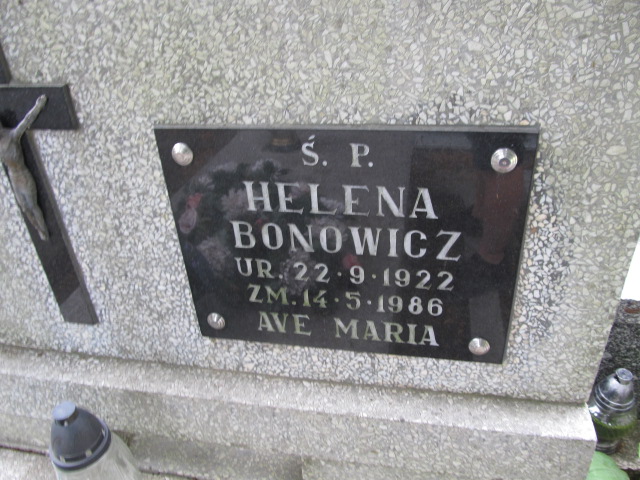 Ś. P.
HELENA
BONOWICZ
UR. 22·9·1922
ZM. 14·5·1986
AVE MARIA